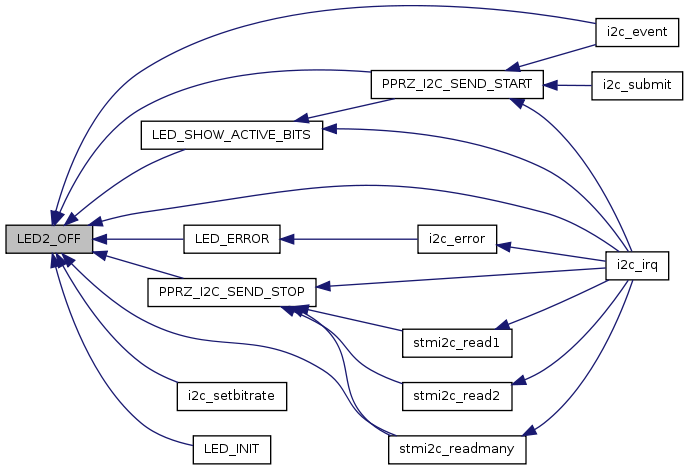 i2c_event
PPRZ_I2C_SEND_START
i2c_submit
LED_SHOW_ACTIVE_BITS
LED2_OFF
LED_ERROR
i2c_error
i2c_irq
PPRZ_I2C_SEND_STOP
stmi2c_read1
i2c_setbitrate
stmi2c_read2
LED_INIT
stmi2c_readmany